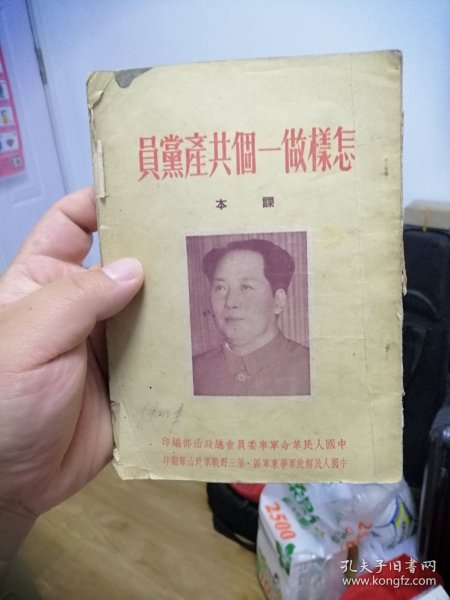 怎樣做一個共產黨員
課本
中國人民革命軍事委員會總政治部編印
中國人民解放軍華東軍區·第三野戰軍政治部翻印
2500
孔夫子旧书网
www.kongfz.com